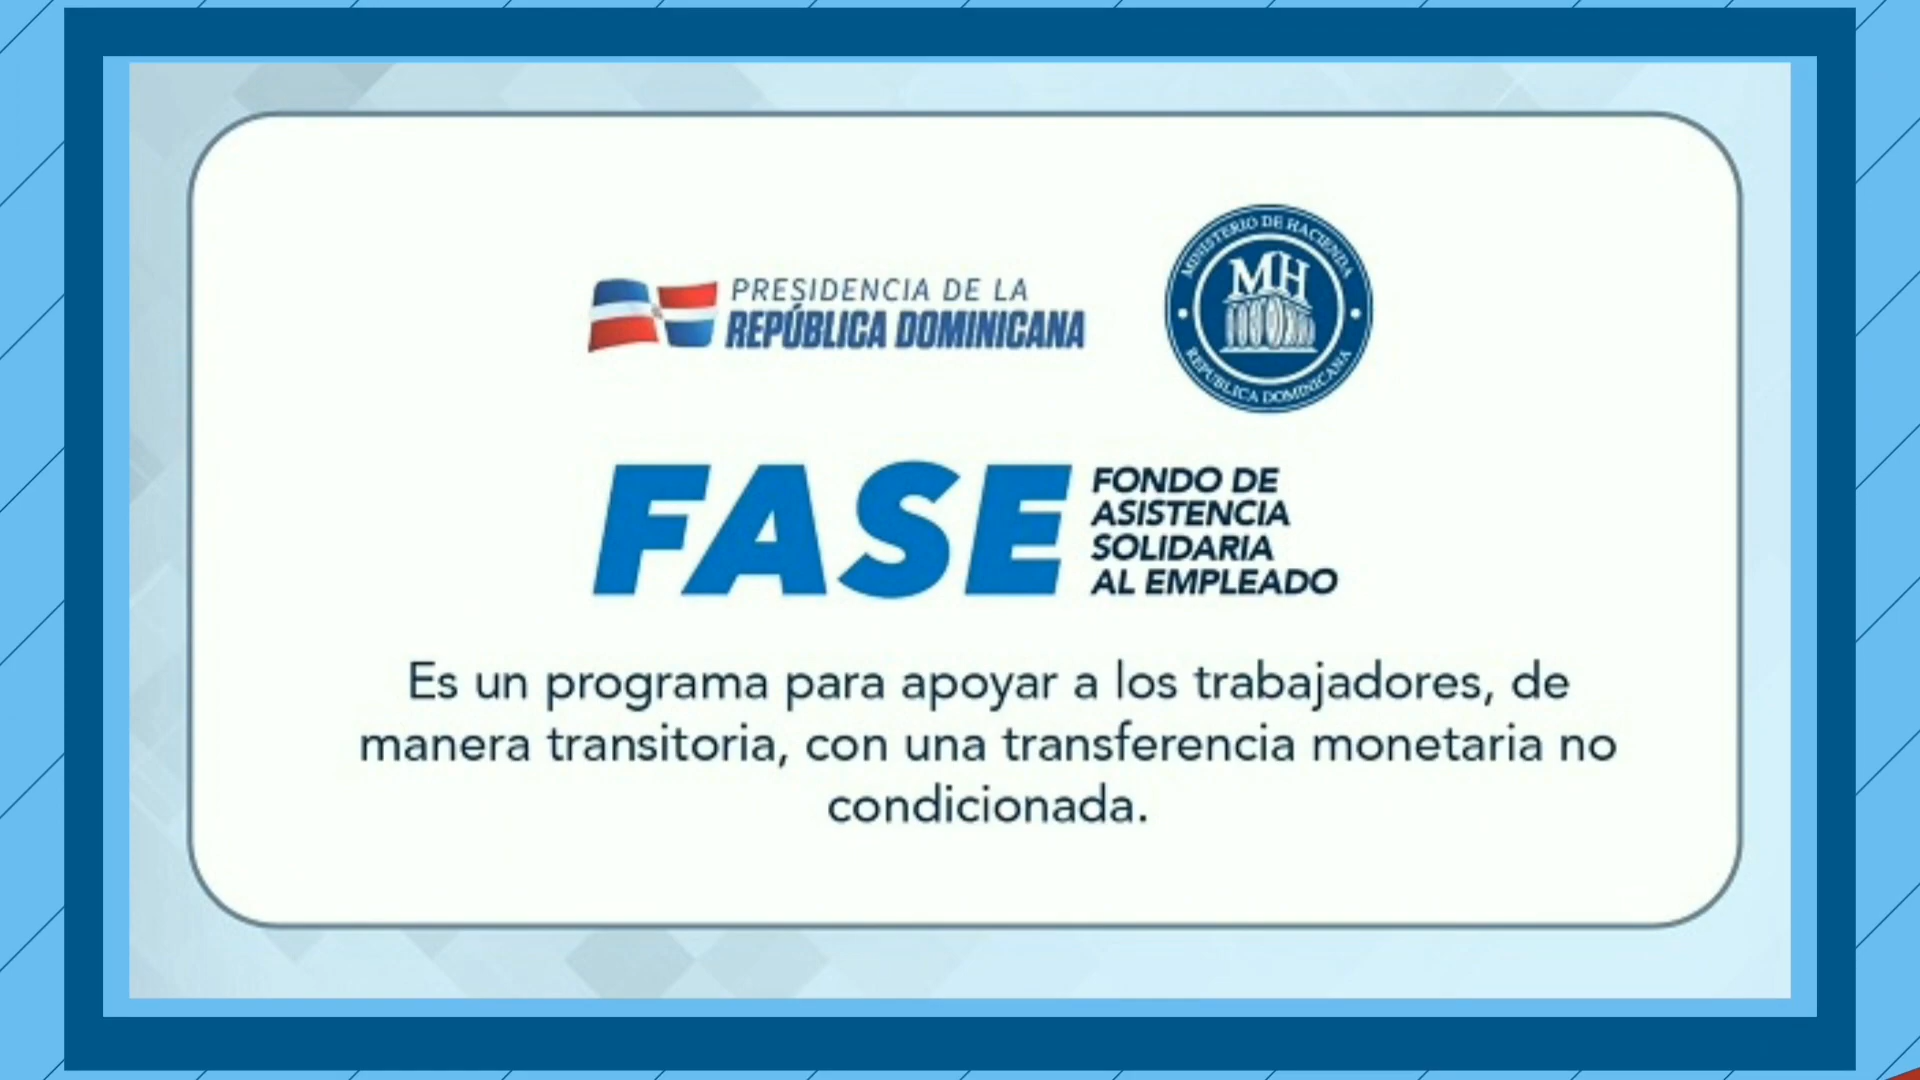 PRESIDENCIA DE LA
REPÚBLICA DOMINICANA
MINISTERIO DE HACIENDA
MH
REPUBLICA DOMINICANA
FASE
FONDO DE
ASISTENCIA
SOLIDARIA
AL EMPLEADO
Es un programa para apoyar a los trabajadores, de
manera transitoria, con una transferencia monetaria no
condicionada.